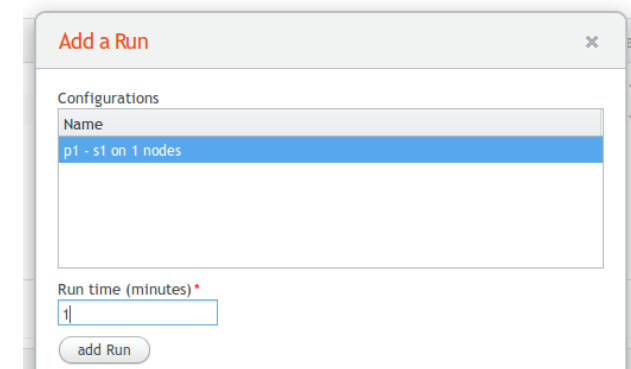 Add a Run
Configurations
Name
p1 - s1 on 1 nodes
Run time (minutes)*
1
add Run